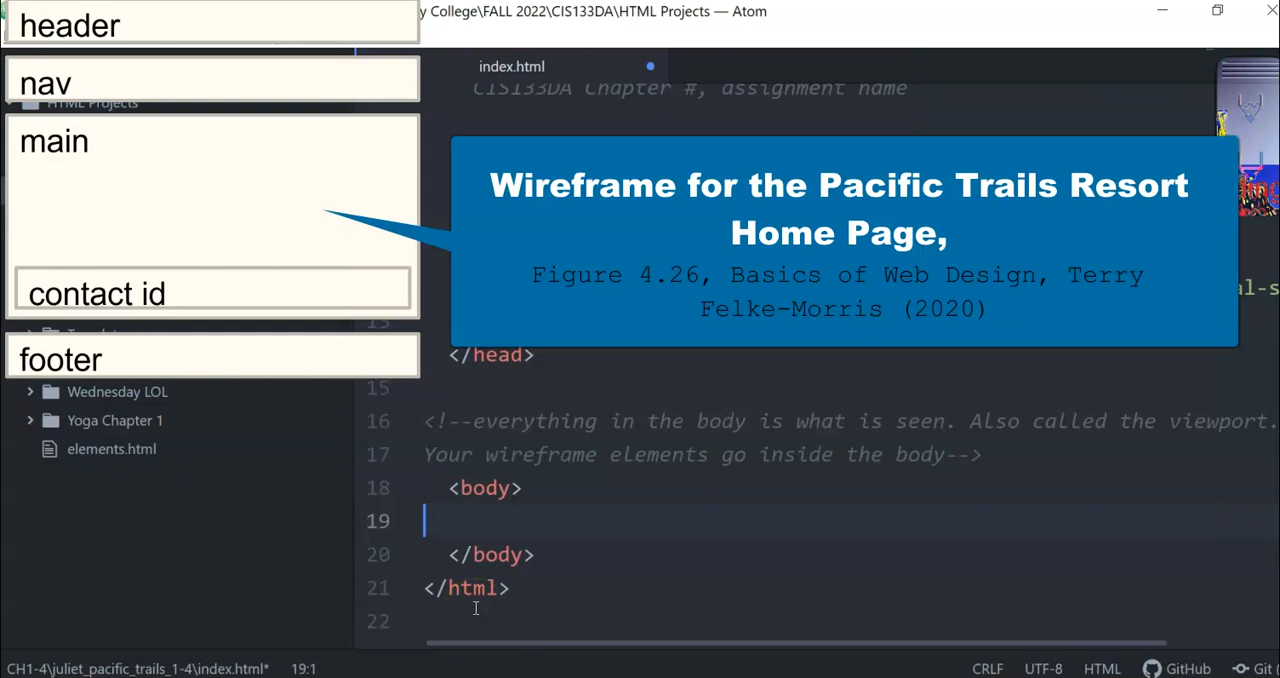 header
y College\FALL 2022\CIS133DA\HTML Projects — Atom
nav
index.html
HTML Projects
CIS133DA Chapter #, assignment name
main
Wireframe for the Pacific Trails Resort
Home Page,
Figure 4.26, Basics of Web Design, Terry
Felke-Morris (2020)
contact id
al-s
13
footer
</head>
Wednesday LOL
15
Yoga Chapter 1
16 <!--everything in the body is what is seen. Also called the viewport.
elements.html
17 Your wireframe elements go inside the body-->
18 <body>
19
20 </body>
21 </html>
22
CH1-4\juliet_pacific_trails_1-4\index.html* 19:1 CRLF UTF-8 HTML GitHub Git (